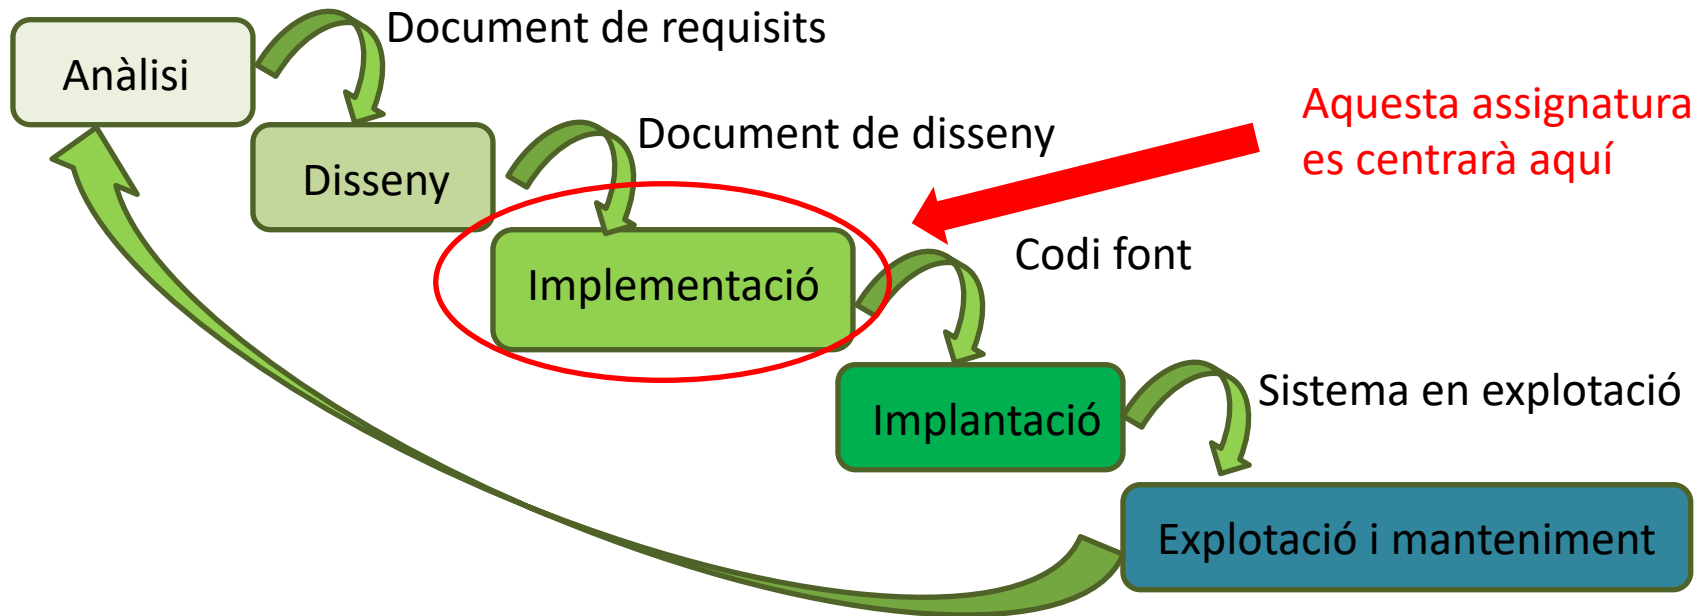 Document de requisits
Anàlisi
Aquesta assignatura
es centrarà aquí
Document de disseny
Disseny
Codi font
Implementació
Sistema en explotació
Implantació
Explotació i manteniment